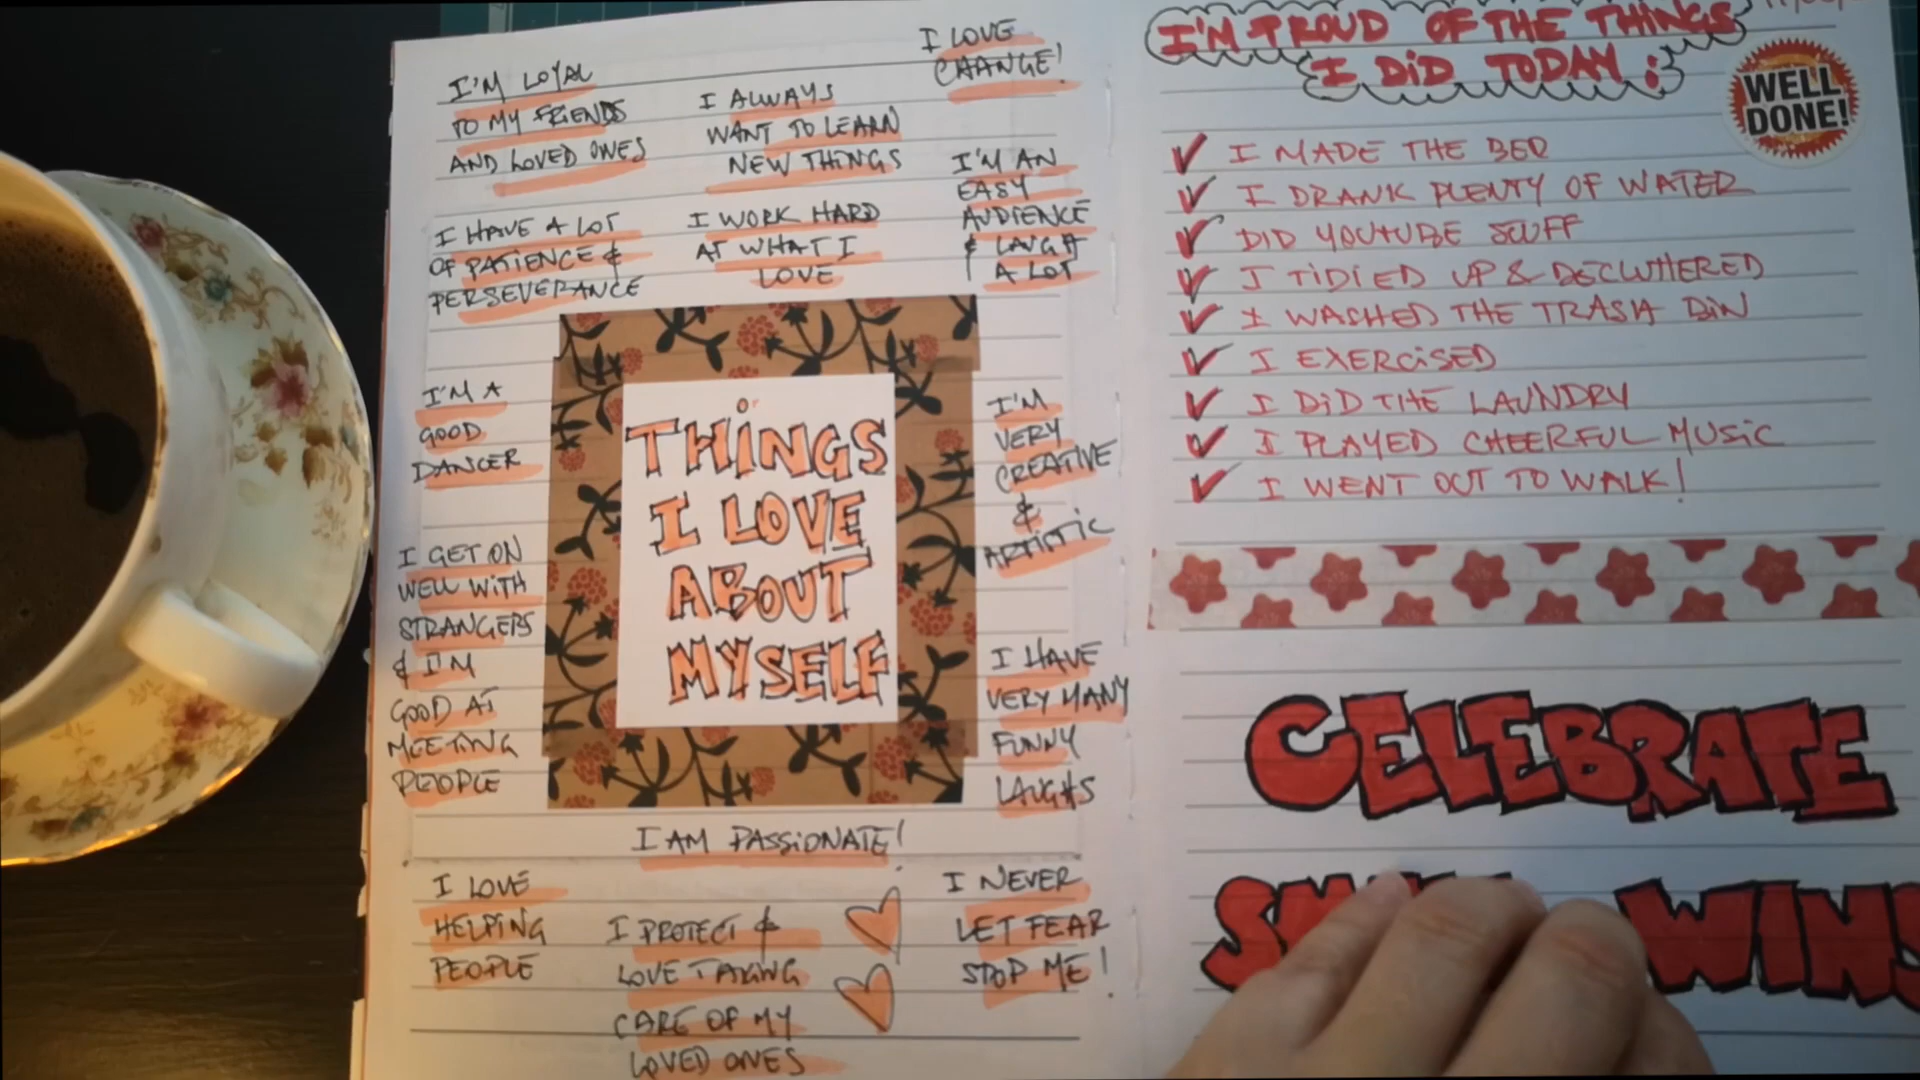 I'M LOYAL
TO MY FRIENDS
AND LOVED ONES
I ALWAYS
WANT TO LEARN
NEW THINGS
I LOVE
CHANGE!
I HAVE A LOT
OF PATIENCE &
PERSEVERANCE
I WORK HARD
AT WHAT I
LOVE
I'M AN
EASY
AUDIENCE
& LAUGH
A LOT
I'M A
GOOD
DANCER
THINGS
I LOVE
ABOUT
MYSELF
I'M
VERY
CREATIVE
&
ARTISTIC
I GET ON
WELL WITH
STRANGERS
& I'M
GOOD AT
MEETING
PEOPLE
I HAVE
VERY MANY
FUNNY
LAUGHS
I AM PASSIONATE!
I LOVE
HELPING
PEOPLE
I PROTECT &
LOVE TAKING
CARE OF MY
LOVED ONES
I NEVER
LET FEAR
STOP ME!
I'M PROUD OF THE THINGS
I DID TODAY :)
WELL
DONE!
I MADE THE BED
I DRANK PLENTY OF WATER
DID YOUTUBE STUFF
I TIDIED UP & DECLUTTERED
I WASHED THE TRASH BIN
I EXERCISED
I DID THE LAUNDRY
I PLAYED CHEERFUL MUSIC
I WENT OUT TO WALK!
CELEBRATE
WINS